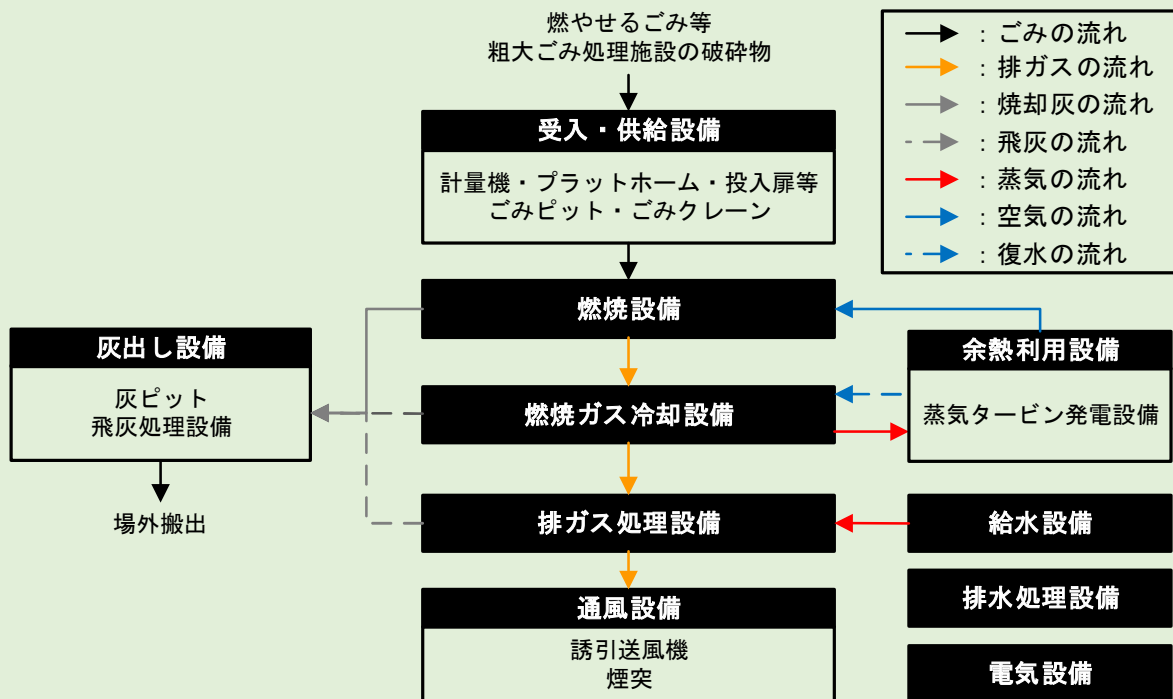 燃やせるごみ等
粗大ごみ処理施設の破砕物
受入・供給設備
計量機・プラットホーム・投入扉等
ごみピット・ごみクレーン
燃焼設備
燃焼ガス冷却設備
排ガス処理設備
通風設備
誘引送風機
煙突
灰出し設備
灰ピット
飛灰処理設備
場外搬出
：ごみの流れ
：排ガスの流れ
：焼却灰の流れ
：飛灰の流れ
：蒸気の流れ
：空気の流れ
：復水の流れ
余熱利用設備
蒸気タービン発電設備
給水設備
排水処理設備
電気設備